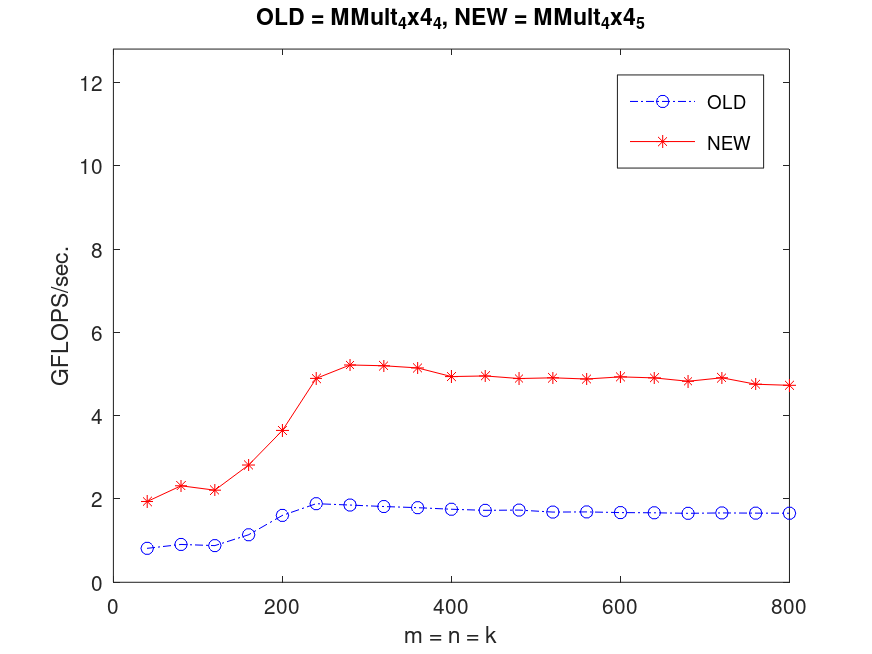 OLD = MMult₄x4₄, NEW = MMult₄x4₅
12
10
8
6
4
2
0
GFLOPS/sec.
OLD
NEW
0 200 400 600 800
m = n = k